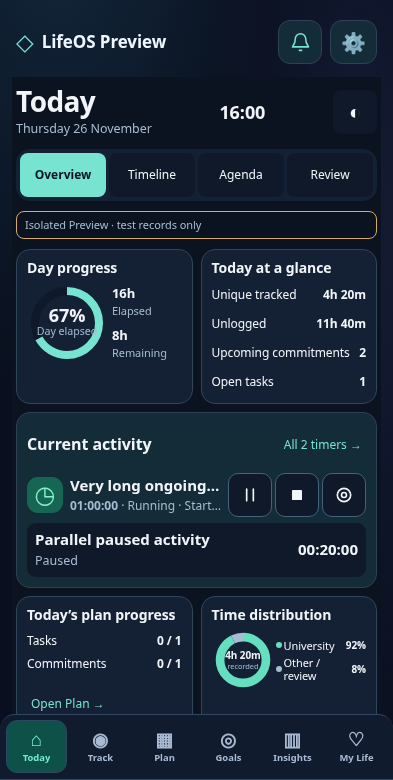 LifeOS Preview
Today
Thursday 26 November
16:00
Overview
Timeline
Agenda
Review
Isolated Preview · test records only
Day progress
67%
Day elapsed
16h
Elapsed
8h
Remaining
Today at a glance
Unique tracked 4h 20m
Unlogged 11h 40m
Upcoming commitments 2
Open tasks 1
Current activity
All 2 timers →
Very long ongoing...
01:00:00 · Running · Start...
Parallel paused activity
Paused
00:20:00
Today’s plan progress
Tasks 0 / 1
Commitments 0 / 1
Open Plan →
Time distribution
4h 20m
recorded
University 92%
Other /
review
8%
Today
Track
Plan
Goals
Insights
My Life